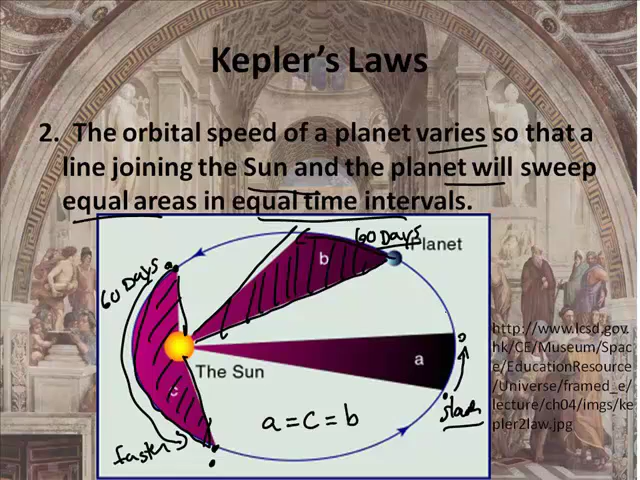 Kepler's Laws
2. The orbital speed of a planet varies so that a
line joining the Sun and the planet will sweep
equal areas in equal time intervals.
60 Days
Planet
b
60 Days
The Sun
a
c
a=c=b
faster
http://www.lcsd.gov.
hk/CE/Museum/Spac
e/EducationResource
/Universe/framed_e/
lecture/ch04/imgs/ke
pler2law.jpg